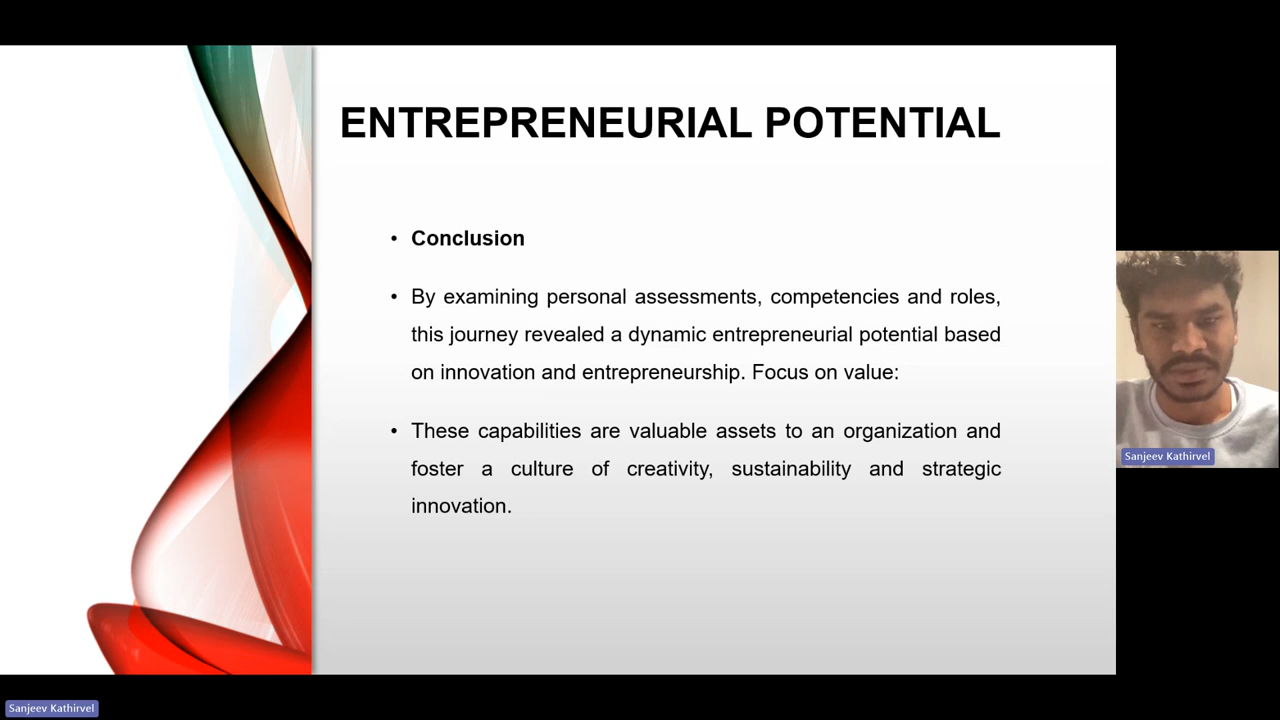 ENTREPRENEURIAL POTENTIAL
• Conclusion
• By examining personal assessments, competencies and roles,
this journey revealed a dynamic entrepreneurial potential based
on innovation and entrepreneurship. Focus on value:
• These capabilities are valuable assets to an organization and
foster a culture of creativity, sustainability and strategic
innovation.
Sanjeev Kathirvel
Sanjeev Kathirvel